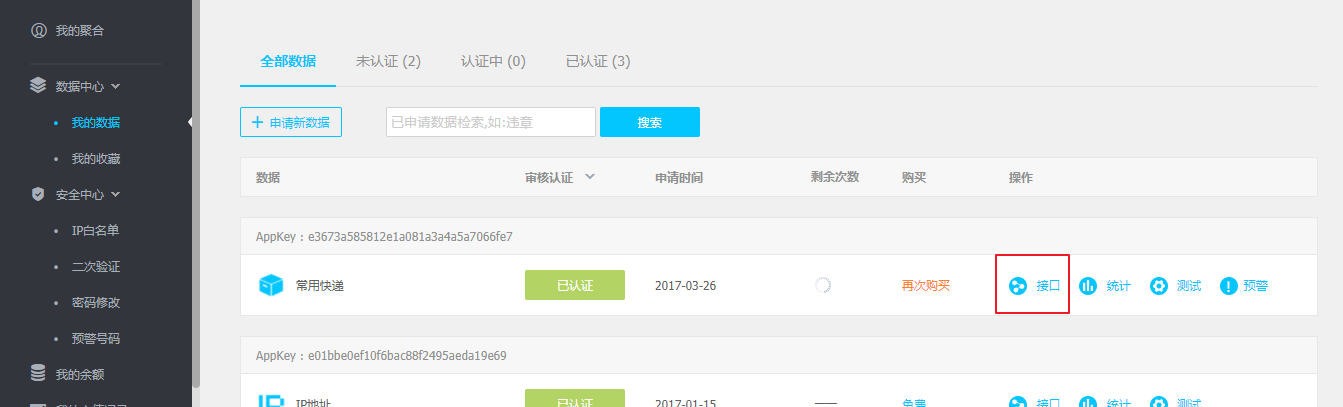 我的聚合
数据中心
我的数据
我的收藏
安全中心
IP白名单
二次验证
密码修改
预警号码
我的余额
全部数据 未认证 (2) 认证中 (0) 已认证 (3)
申请新数据 已申请数据检索,如:违章 搜索
数据 审核认证 申请时间 剩余次数 购买 操作
AppKey : e3673a585812e1a081a3a4a5a7066fe7
常用快递 已认证 2017-03-26 再次购买 接口 统计 测试 预警
AppKey : e01bbe0ef10f6bac88f2495aeda19e69
IP地址 已认证 2017-01-15 —— 免费 接口 统计 测试